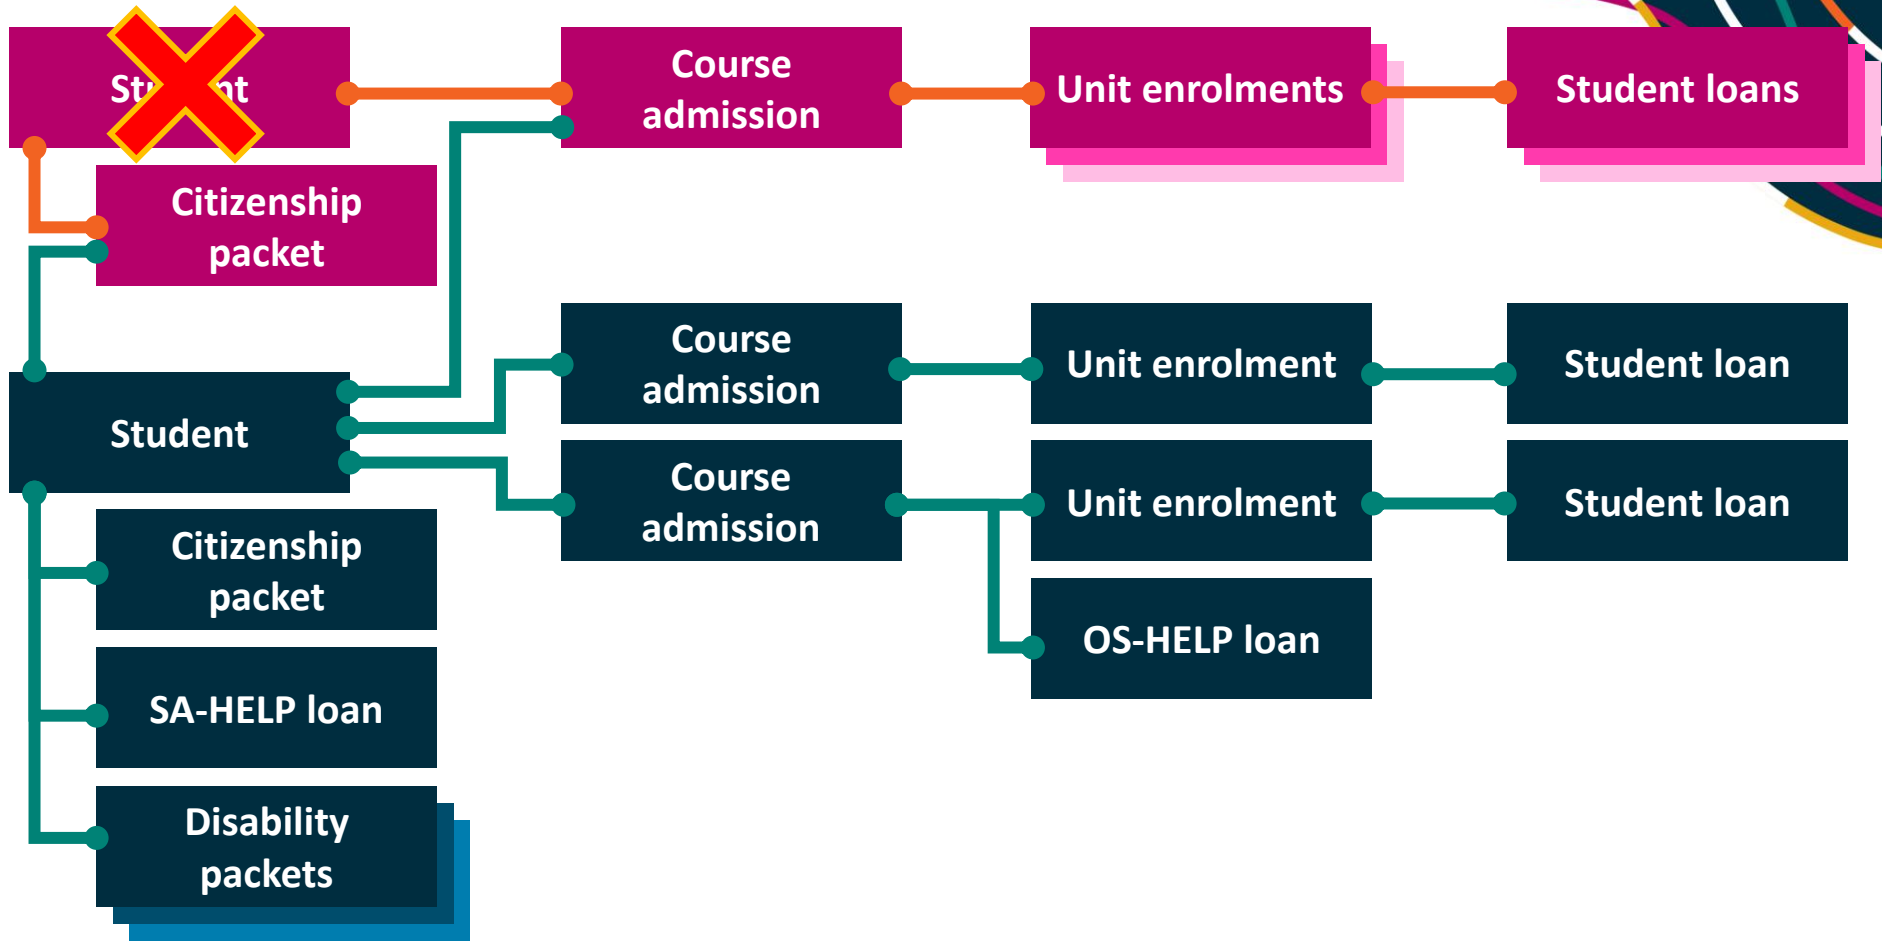 Course
admission
Unit enrolments
Student loans
Citizenship
packet
Course
admission
Unit enrolment
Student loan
Student
Course
admission
Unit enrolment
Student loan
Citizenship
packet
OS-HELP loan
SA-HELP loan
Disability
packets